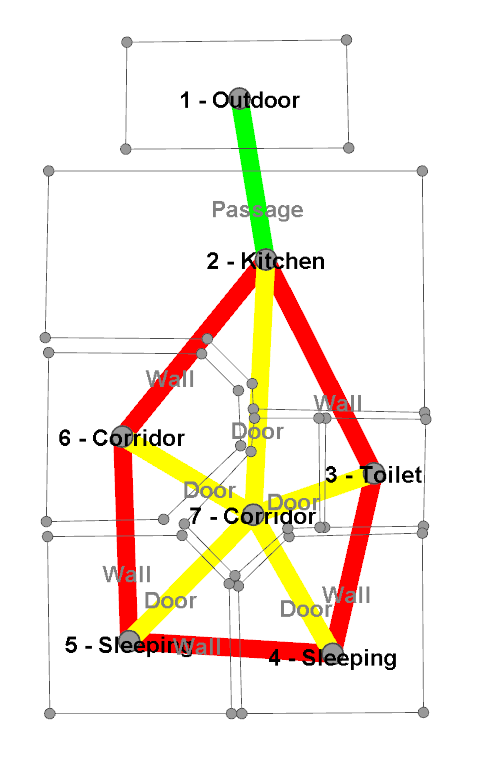 1 - Outdoor
Passage
2 - Kitchen
Wall
Wall
Door
6 - Corridor
3 - Toilet
Door
Door
7 - Corridor
Wall
Door
Wall
Door
5 - Sleeping
Wall
4 - Sleeping